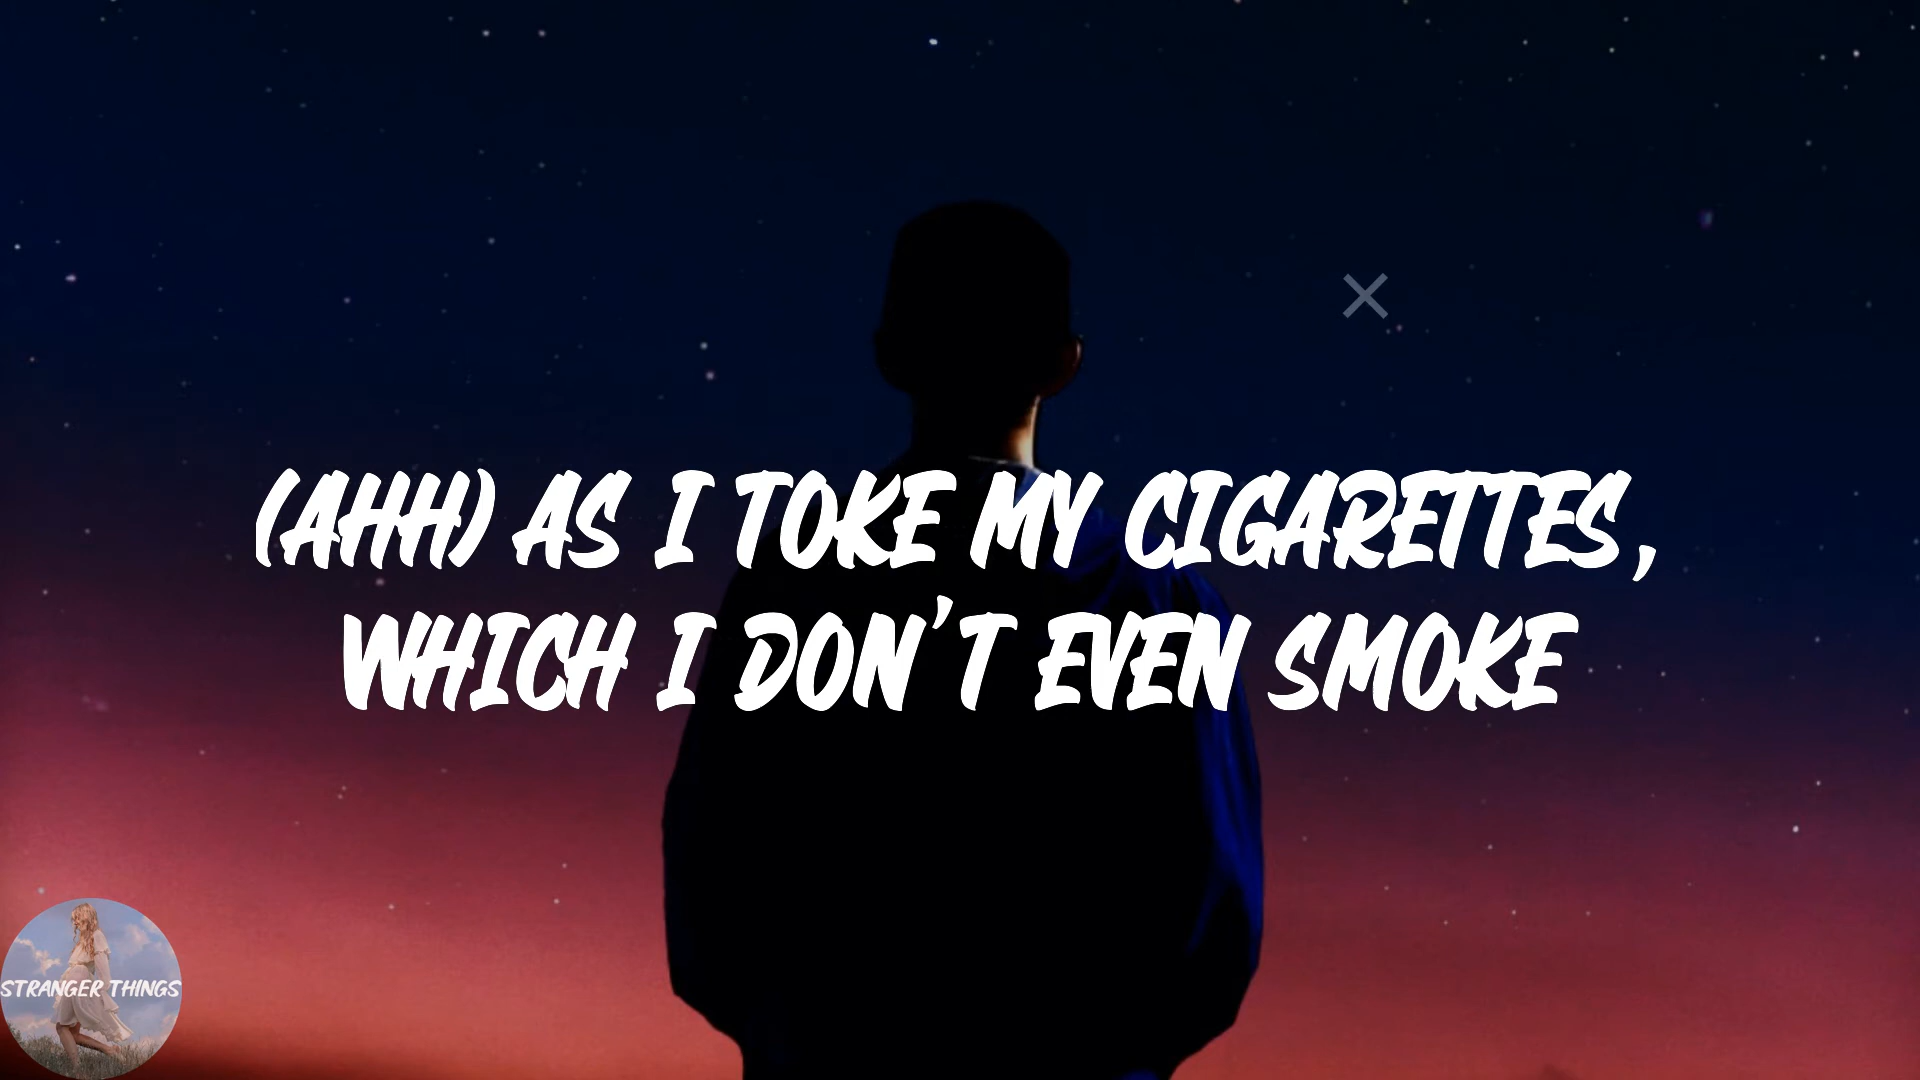 (AHH) AS I TOKE MY CIGARETTES,
WHICH I DON'T EVEN SMOKE
STRANGER THINGS